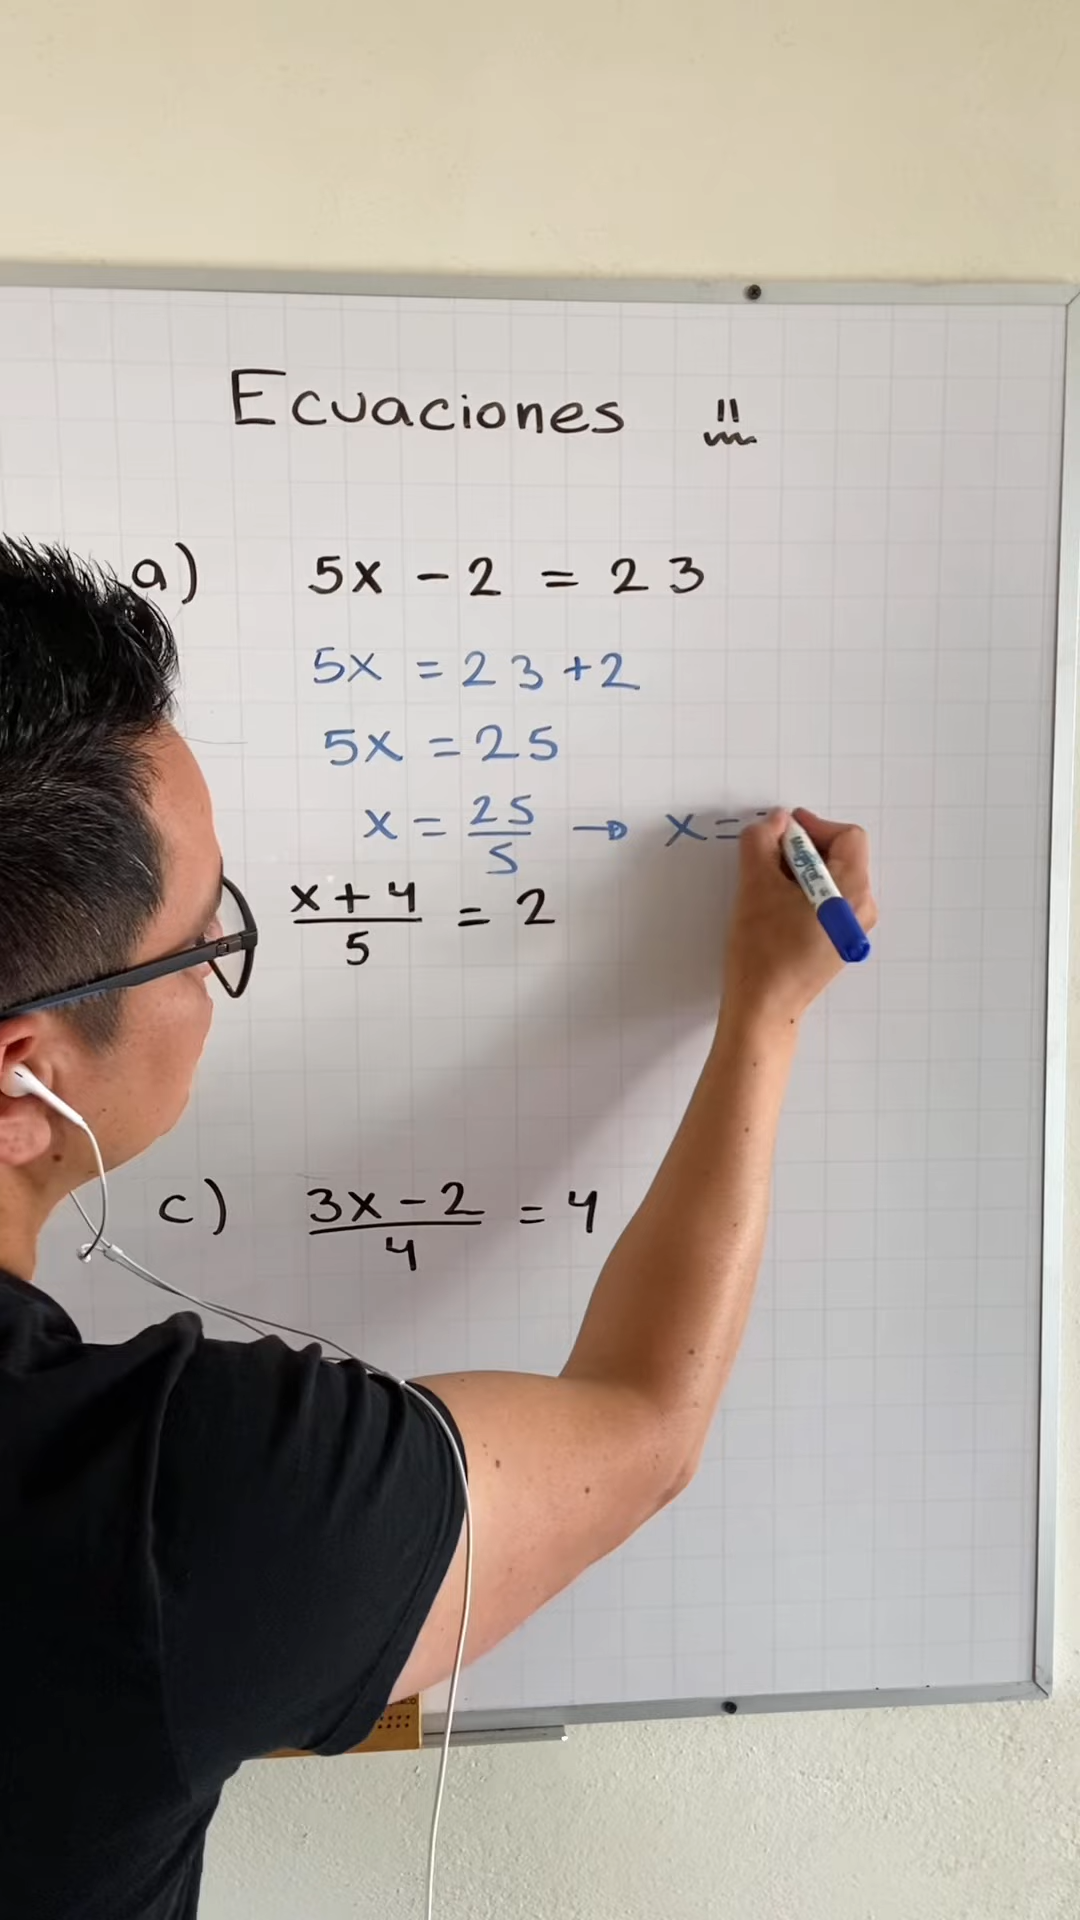 Ecuaciones
a) 5x - 2 = 23
5x = 23 + 2
5x = 25
x = 25/5 → x =
x + 4/5 = 2
c) 3x - 2/4 = 4